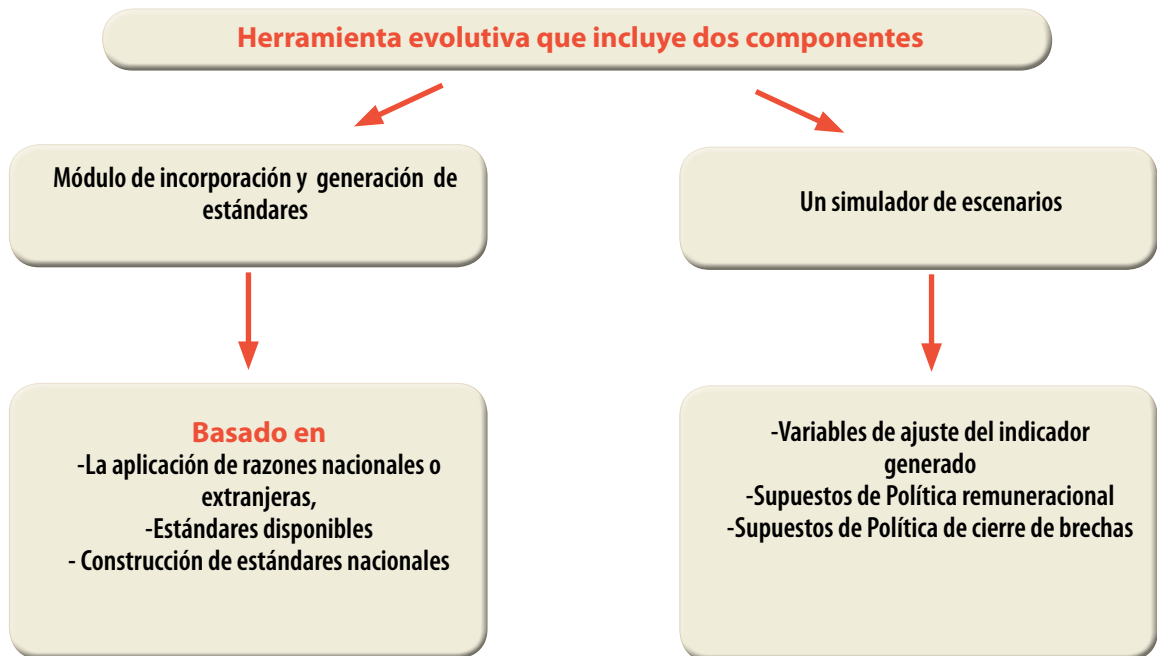 Herramienta evolutiva que incluye dos componentes
Módulo de incorporación y generación de
estándares
Un simulador de escenarios
Basado en
-La aplicación de razones nacionales o
extranjeras,
-Estándares disponibles
- Construcción de estándares nacionales
-Variables de ajuste del indicador
generado
-Supuestos de Política remuneracional
-Supuestos de Política de cierre de brechas